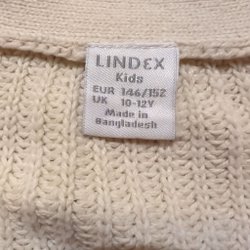 LINDEX
Kids
EUR 146/152
UK 10-12Y
Made in
Bangladesh